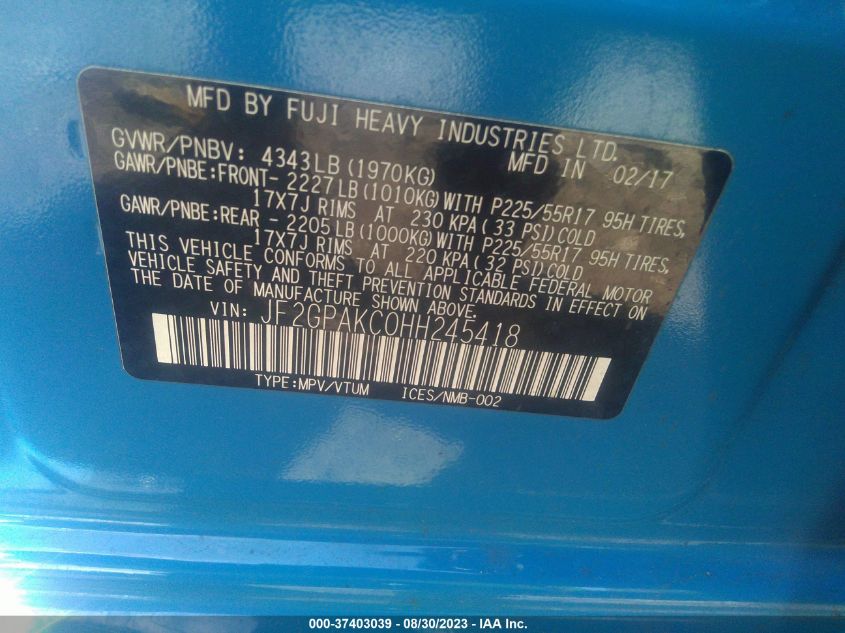 MFD BY FUJI HEAVY INDUSTRIES LTD.
GVWR/PNBV: 4343LB (1970KG) MFD IN 02/17
GAWR/PNBE:FRONT- 2227LB (1010KG) WITH P225/55R17 95H TIRES,
17X7J RIMS AT 230 KPA( 33 PSI)COLD
GAWR/PNBE:REAR - 2205LB (1000KG) WITH P225/55R17 95H TIRES,
17X7J RIMS AT 220 KPA( 32 PSI)COLD
THIS VEHICLE CONFORMS TO ALL APPLICABLE FEDERAL MOTOR
VEHICLE SAFETY AND THEFT PREVENTION STANDARDS IN EFFECT ON
THE DATE OF MANUFACTURE SHOWN ABOVE.
VIN: JF2GPAKC0HH245418
TYPE:MPV/VTUM ICES/NMB-002
000-37403039 - 08/30/2023 - IAA Inc.